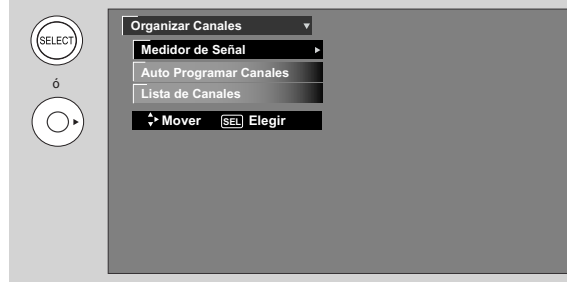 SELECT
ó
Organizar Canales
Medidor de Señal
Auto Programar Canales
Lista de Canales
Mover SEL Elegir